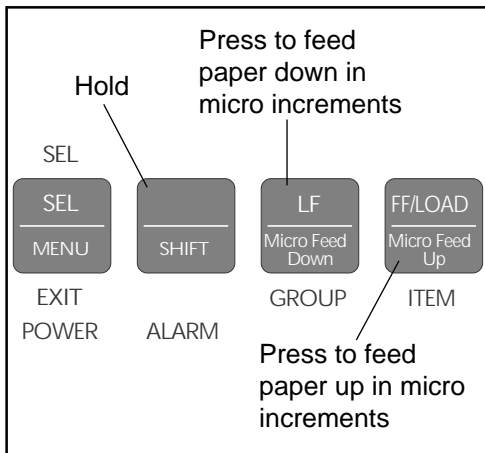 Press to feed
paper down in
micro increments
Hold
SEL
SEL
MENU
SHIFT
LF
Micro Feed
Down
FF/LOAD
Micro Feed
Up
EXIT
GROUP
ITEM
POWER
ALARM
Press to feed
paper up in micro
increments